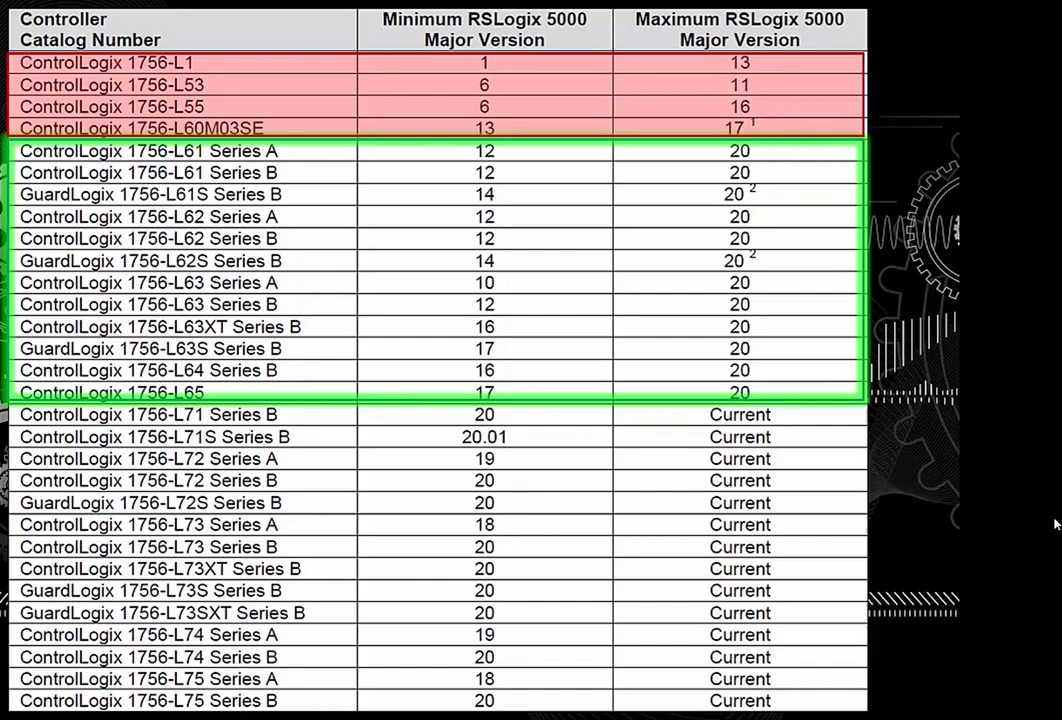 Controller Catalog Number Minimum RSLogix 5000 Major Version Maximum RSLogix 5000 Major Version
ControlLogix 1756-L1 1 13
ControlLogix 1756-L53 6 11
ControlLogix 1756-L55 6 16
ControlLogix 1756-L60M03SE 13 17 ¹
ControlLogix 1756-L61 Series A 12 20
ControlLogix 1756-L61 Series B 12 20
GuardLogix 1756-L61S Series B 14 20 ²
ControlLogix 1756-L62 Series A 12 20
ControlLogix 1756-L62 Series B 12 20
GuardLogix 1756-L62S Series B 14 20 ²
ControlLogix 1756-L63 Series A 10 20
ControlLogix 1756-L63 Series B 12 20
ControlLogix 1756-L63XT Series B 16 20
GuardLogix 1756-L63S Series B 17 20
ControlLogix 1756-L64 Series B 16 20
ControlLogix 1756-L65 17 20
ControlLogix 1756-L71 Series B 20 Current
ControlLogix 1756-L71S Series B 20.01 Current
ControlLogix 1756-L72 Series A 19 Current
ControlLogix 1756-L72 Series B 20 Current
GuardLogix 1756-L72S Series B 20 Current
ControlLogix 1756-L73 Series A 18 Current
ControlLogix 1756-L73 Series B 20 Current
ControlLogix 1756-L73XT Series B 20 Current
GuardLogix 1756-L73S Series B 20 Current
GuardLogix 1756-L73SXT Series B 20 Current
ControlLogix 1756-L74 Series A 19 Current
ControlLogix 1756-L74 Series B 20 Current
ControlLogix 1756-L75 Series A 18 Current
ControlLogix 1756-L75 Series B 20 Current